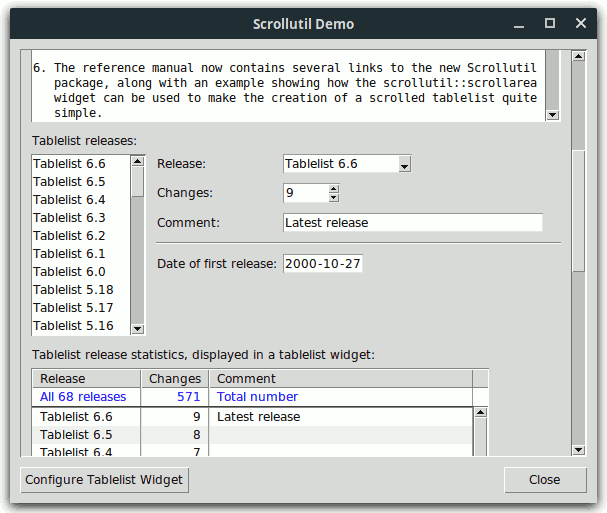 Scrollutil Demo
6. The reference manual now contains several links to the new Scrollutil
package, along with an example showing how the scrollutil::scrollarea
widget can be used to make the creation of a scrolled tablelist quite
simple.
Tablelist releases:
Tablelist 6.6
Tablelist 6.5
Tablelist 6.4
Tablelist 6.3
Tablelist 6.2
Tablelist 6.1
Tablelist 6.0
Tablelist 5.18
Tablelist 5.17
Tablelist 5.16
Release: Tablelist 6.6
Changes: 9
Comment: Latest release
Date of first release: 2000-10-27
Tablelist release statistics, displayed in a tablelist widget:
Release Changes Comment
All 68 releases 571 Total number
Tablelist 6.6 9 Latest release
Tablelist 6.5 8
Tablelist 6.4 7
Configure Tablelist Widget Close